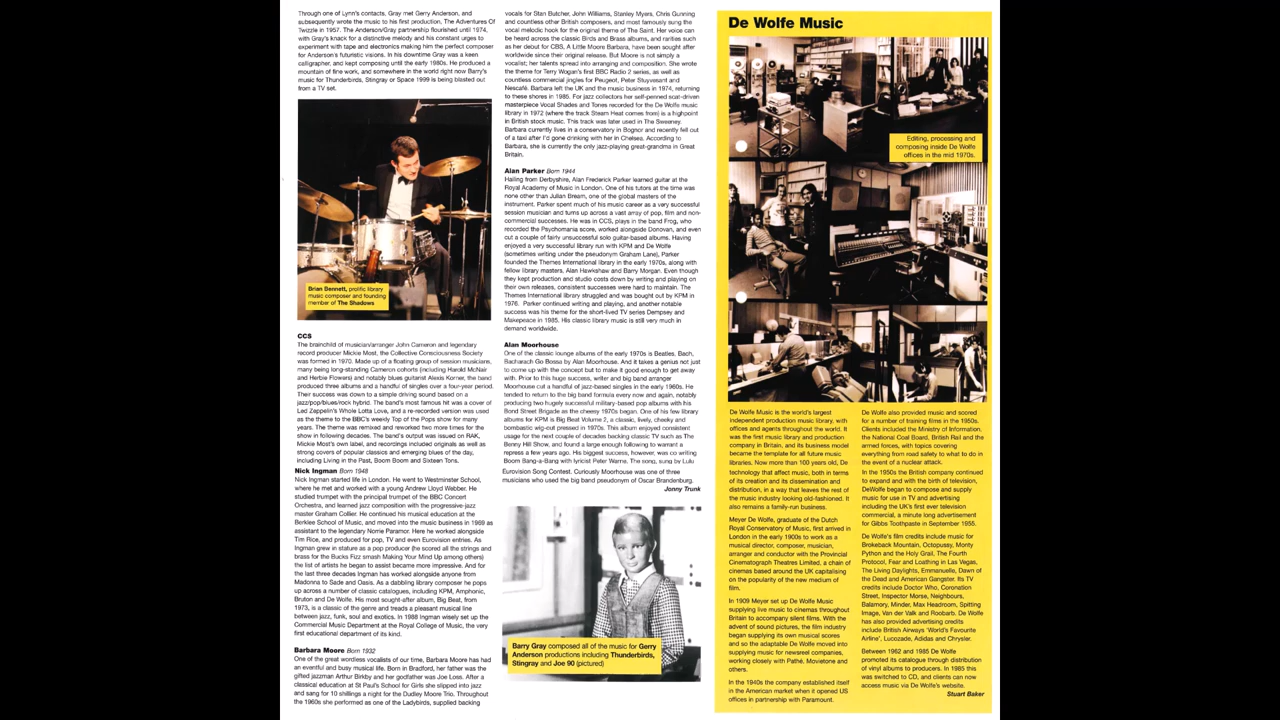 Through one of Lynn's contacts. Gray met Gerry Anderson, and
subsequently wrote the music to his first production, The Adventures Of
Twizzle in 1957. The Anderson/Gray partnership flourished until 1974,
with Gray's knack for a distinctive melody and his constant urges to
experiment with tape and electronics making him the perfect composer
for Anderson's futuristic visions. In his downtime Gray was a keen
calligrapher, and kept composing until the early 1980s. He produced a
mountain of fine work, and somewhere in the world right now Barry's
music for Thunderbirds, Stingray or Space 1999 is being blasted out
from a TV set.
Brian Bennett, prolific library
music composer and founding
member of The Shadows
CCS
The brainchild of musician/arranger John Cameron and legendary
record producer Mickie Most, the Collective Consciousness Society
was formed in 1970. Made up of a floating group of session musicians,
many being long-standing Cameron cohorts (including Harold McNair
and Herbie Flowers) and notably blues guitarist Alexis Korner, the band
produced three albums and a handful of singles over a four-year period.
Their success was down to a simple driving sound based on a
jazz/pop/blues/rock hybrid. The band's most famous hit was a cover of
Led Zeppelin's Whole Lotta Love, and a re-recorded version was used
as the theme to the BBC's weekly Top of the Pops show for many
years. The theme was remixed and reworked two more times for the
show in following decades. The band's output was issued on RAK,
Mickie Most's own label, and recordings included originals as well as
strong covers of popular classics and emerging blues of the day,
including Living in the Past, Boom Boom and Sixteen Tons.
Nick Ingman Born 1948
Nick Ingman started life in London. He went to Westminster School,
where he met and worked with a young Andrew Lloyd Webber. He
studied trumpet with the principal trumpet of the BBC Concert
Orchestra, and learned jazz composition with the progressive-jazz
master Graham Collier. He continued his musical education at the
Berklee School of Music, and moved into the music business in 1969 as
assistant to the legendary Norrie Paramor. Here he worked alongside
Tim Rice, and produced for pop, TV and even Eurovision entries. As
Ingman grew in stature as a pop producer (he scored all the strings and
brass for the Bucks Fizz smash Making Your Mind Up among others)
the list of artists he began to assist became more impressive. And for
the last three decades Ingman has worked alongside anyone from
Madonna to Sade and Oasis. As a dabbling library composer he pops
up across a number of classic catalogues, including KPM, Amphonic,
Bruton and De Wolfe. His most sought-after album, Big Beat, from
1973, is a classic of the genre and treads a pleasant musical line
between jazz, funk, soul and exotics. In 1988 Ingman wisely set up the
Commercial Music Department at the Royal College of Music, the very
first educational department of its kind.
Barbara Moore Born 1932
One of the great wordless vocalists of our time, Barbara Moore has had
an eventful and busy musical life. Born in Bradford, her father was the
gifted jazzman Arthur Birkby and her godfather was Joe Loss. After a
classical education at St Paul's School for Girls she slipped into jazz
and sang for 10 shillings a night for the Dudley Moore Trio. Throughout
the 1960s she performed as one of the Ladybirds, supplied backing
vocals for Stan Butcher, John Williams, Stanley Myers, Chris Gunning
and countless other British composers, and most famously sung the
vocal melodic hook for the original theme of The Saint. Her voice can
be heard across the classic Birds and Brass albums, and rarities such
as her debut for CBS, A Little Moore Barbara, have been sought after
worldwide since their original release. But Moore is not simply a
vocalist; her talents spread into arranging and composition. She wrote
the theme for Terry Wogan's first BBC Radio 2 series, as well as
countless commercial jingles for Peugeot, Peter Stuyvesant and
Nescafé. Barbara left the UK and the music business in 1974, returning
to these shores in 1985. For jazz collectors her self-penned scat-driven
masterpiece Vocal Shades and Tones recorded for the De Wolfe music
library in 1972 (where the track Steam Heat comes from) is a highpoint
in British stock music. This track was later used in The Sweeney.
Barbara currently lives in a conservatory in Bognor and recently fell out
of a taxi after I'd gone drinking with her in Chelsea. According to
Barbara, she is currently the only jazz-playing great-grandma in Great
Britain.
Alan Parker Born 1944
Hailing from Derbyshire, Alan Frederick Parker learned guitar at the
Royal Academy of Music in London. One of his tutors at the time was
none other than Julian Bream, one of the global masters of the
instrument. Parker spent much of his music career as a very successful
session musician and turns up across a vast array of pop, film and non-
commercial successes. He was in CCS, plays in the band Frog, who
recorded the Psychomania score, worked alongside Donovan, and even
cut a couple of fairly unsuccessful solo guitar-based albums. Having
enjoyed a very successful library run with KPM and De Wolfe
(sometimes writing under the pseudonym Graham Lane), Parker
founded the Themes International library in the early 1970s, along with
fellow library masters, Alan Hawkshaw and Barry Morgan. Even though
they kept production and studio costs down by writing and playing on
their own releases, consistent successes were hard to maintain. The
Themes International library struggled and was bought out by KPM in
1976. Parker continued writing and playing, and another notable
success was his theme for the short-lived TV series Dempsey and
Makepeace in 1985. His classic library music is still very much in
demand worldwide.
Alan Moorhouse
One of the classic lounge albums of the early 1970s is Beatles, Bach,
Bacharach Go Bossa by Alan Moorhouse. And it takes a genius not just
to come up with the concept but to make it good enough to get away
with. Prior to this huge success, writer and big band arranger
Moorhouse cut a handful of jazz-based singles in the early 1960s. He
tended to return to the big band formula every now and again, notably
producing two hugely successful military-based pop albums with his
Bond Street Brigade as the cheesy 1970s began. One of his few library
albums for KPM is Big Beat Volume 2, a classic, lively, cheeky and
bombastic wig-out pressed in 1970s. This album enjoyed consistent
usage for the next couple of decades backing classic TV such as The
Benny Hill Show, and found a large enough following to warrant a
repress a few years ago. His biggest success, however, was co writing
Boom Bang-a-Bang with lyricist Peter Warne. The song, sung by Lulu
Eurovision Song Contest. Curiously Moorhouse was one of three
musicians who used the big band pseudonym of Oscar Brandenburg.
Jonny Trunk
Barry Gray composed all of the music for Gerry
Anderson productions including Thunderbirds,
Stingray and Joe 90 (pictured)
De Wolfe Music
Editing, processing and
composing inside De Wolfe
offices in the mid 1970s.
De Wolfe Music is the world's largest
independent production music library, with
offices and agents throughout the world. It
was the first music library and production
company in Britain, and its business model
became the template for all future music
libraries. Now more than 100 years old, De
technology that affect music, both in terms
of its creation and its dissemination and
distribution, in a way that leaves the rest of
the music industry looking old-fashioned. It
also remains a family-run business.
Meyer De Wolfe, graduate of the Dutch
Royal Conservatory of Music, first arrived in
London in the early 1900s to work as a
musical director, composer, musician,
arranger and conductor with the Provincial
Cinematograph Theatres Limited, a chain of
cinemas based around the UK capitalising
on the popularity of the new medium of
film.
In 1909 Meyer set up De Wolfe Music
supplying live music to cinemas throughout
Britain to accompany silent films. With the
advent of sound pictures, the film industry
began supplying its own musical scores
and so the adaptable De Wolfe moved into
supplying music for newsreel companies,
working closely with Pathé, Movietone and
others.
In the 1940s the company established itself
in the American market when it opened US
offices in partnership with Paramount.
De Wolfe also provided music and scored
for a number of training films in the 1950s.
Clients included the Ministry of Information,
the National Coal Board, British Rail and the
armed forces, with topics covering
everything from road safety to what to do in
the event of a nuclear attack.
In the 1950s the British company continued
to expand and with the birth of television,
DeWolfe began to compose and supply
music for use in TV and advertising
including the UK's first ever television
commercial, a minute long advertisement
for Gibbs Toothpaste in September 1955.
De Wolfe's film credits include music for
Brokeback Mountain, Octopussy, Monty
Python and the Holy Grail, The Fourth
Protocol, Fear and Loathing in Las Vegas,
The Living Daylights, Emmanuelle, Dawn of
the Dead and American Gangster. Its TV
credits include Doctor Who, Coronation
Street, Inspector Morse, Neighbours,
Balamory, Minder, Max Headroom, Spitting
Image, Van der Valk and Roobarb. De Wolfe
has also provided advertising credits
include British Airways 'World's Favourite
Airline', Lucozade, Adidas and Chrysler.
Between 1982 and 1985 De Wolfe
promoted its catalogue through distribution
of vinyl albums to producers. In 1985 this
was switched to CD, and clients can now
access music via De Wolfe's website.
Stuart Baker